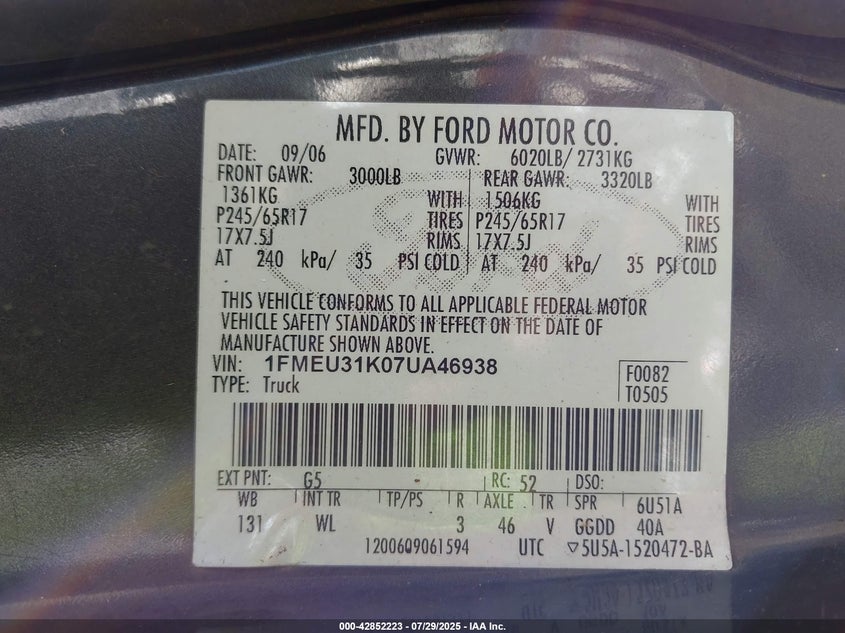 MFD. BY FORD MOTOR CO.
DATE: 09/06 GVWR: 6020LB/ 2731KG
FRONT GAWR: 3000LB REAR GAWR: 3320LB
1361KG WITH 1506KG WITH
P245/65R17 TIRES P245/65R17 TIRES
17X7.5J RIMS 17X7.5J RIMS
AT 240 kPa/ 35 PSI COLD AT 240 kPa/ 35 PSI COLD
THIS VEHICLE CONFORMS TO ALL APPLICABLE FEDERAL MOTOR
VEHICLE SAFETY STANDARDS IN EFFECT ON THE DATE OF
MANUFACTURE SHOWN ABOVE.
VIN: 1FMEU31K07UA46938
TYPE: Truck
F0082
T0505
EXT PNT: G5 RC: 52 DSO:
WB INT TR TP/PS R AXLE TR SPR 6U51A
131 WL 3 46 V GGDD 40A
1200609061594 UTC ▽5U5A-1520472-BA
000-42852223 | 07/29/2025 | IAA Inc.